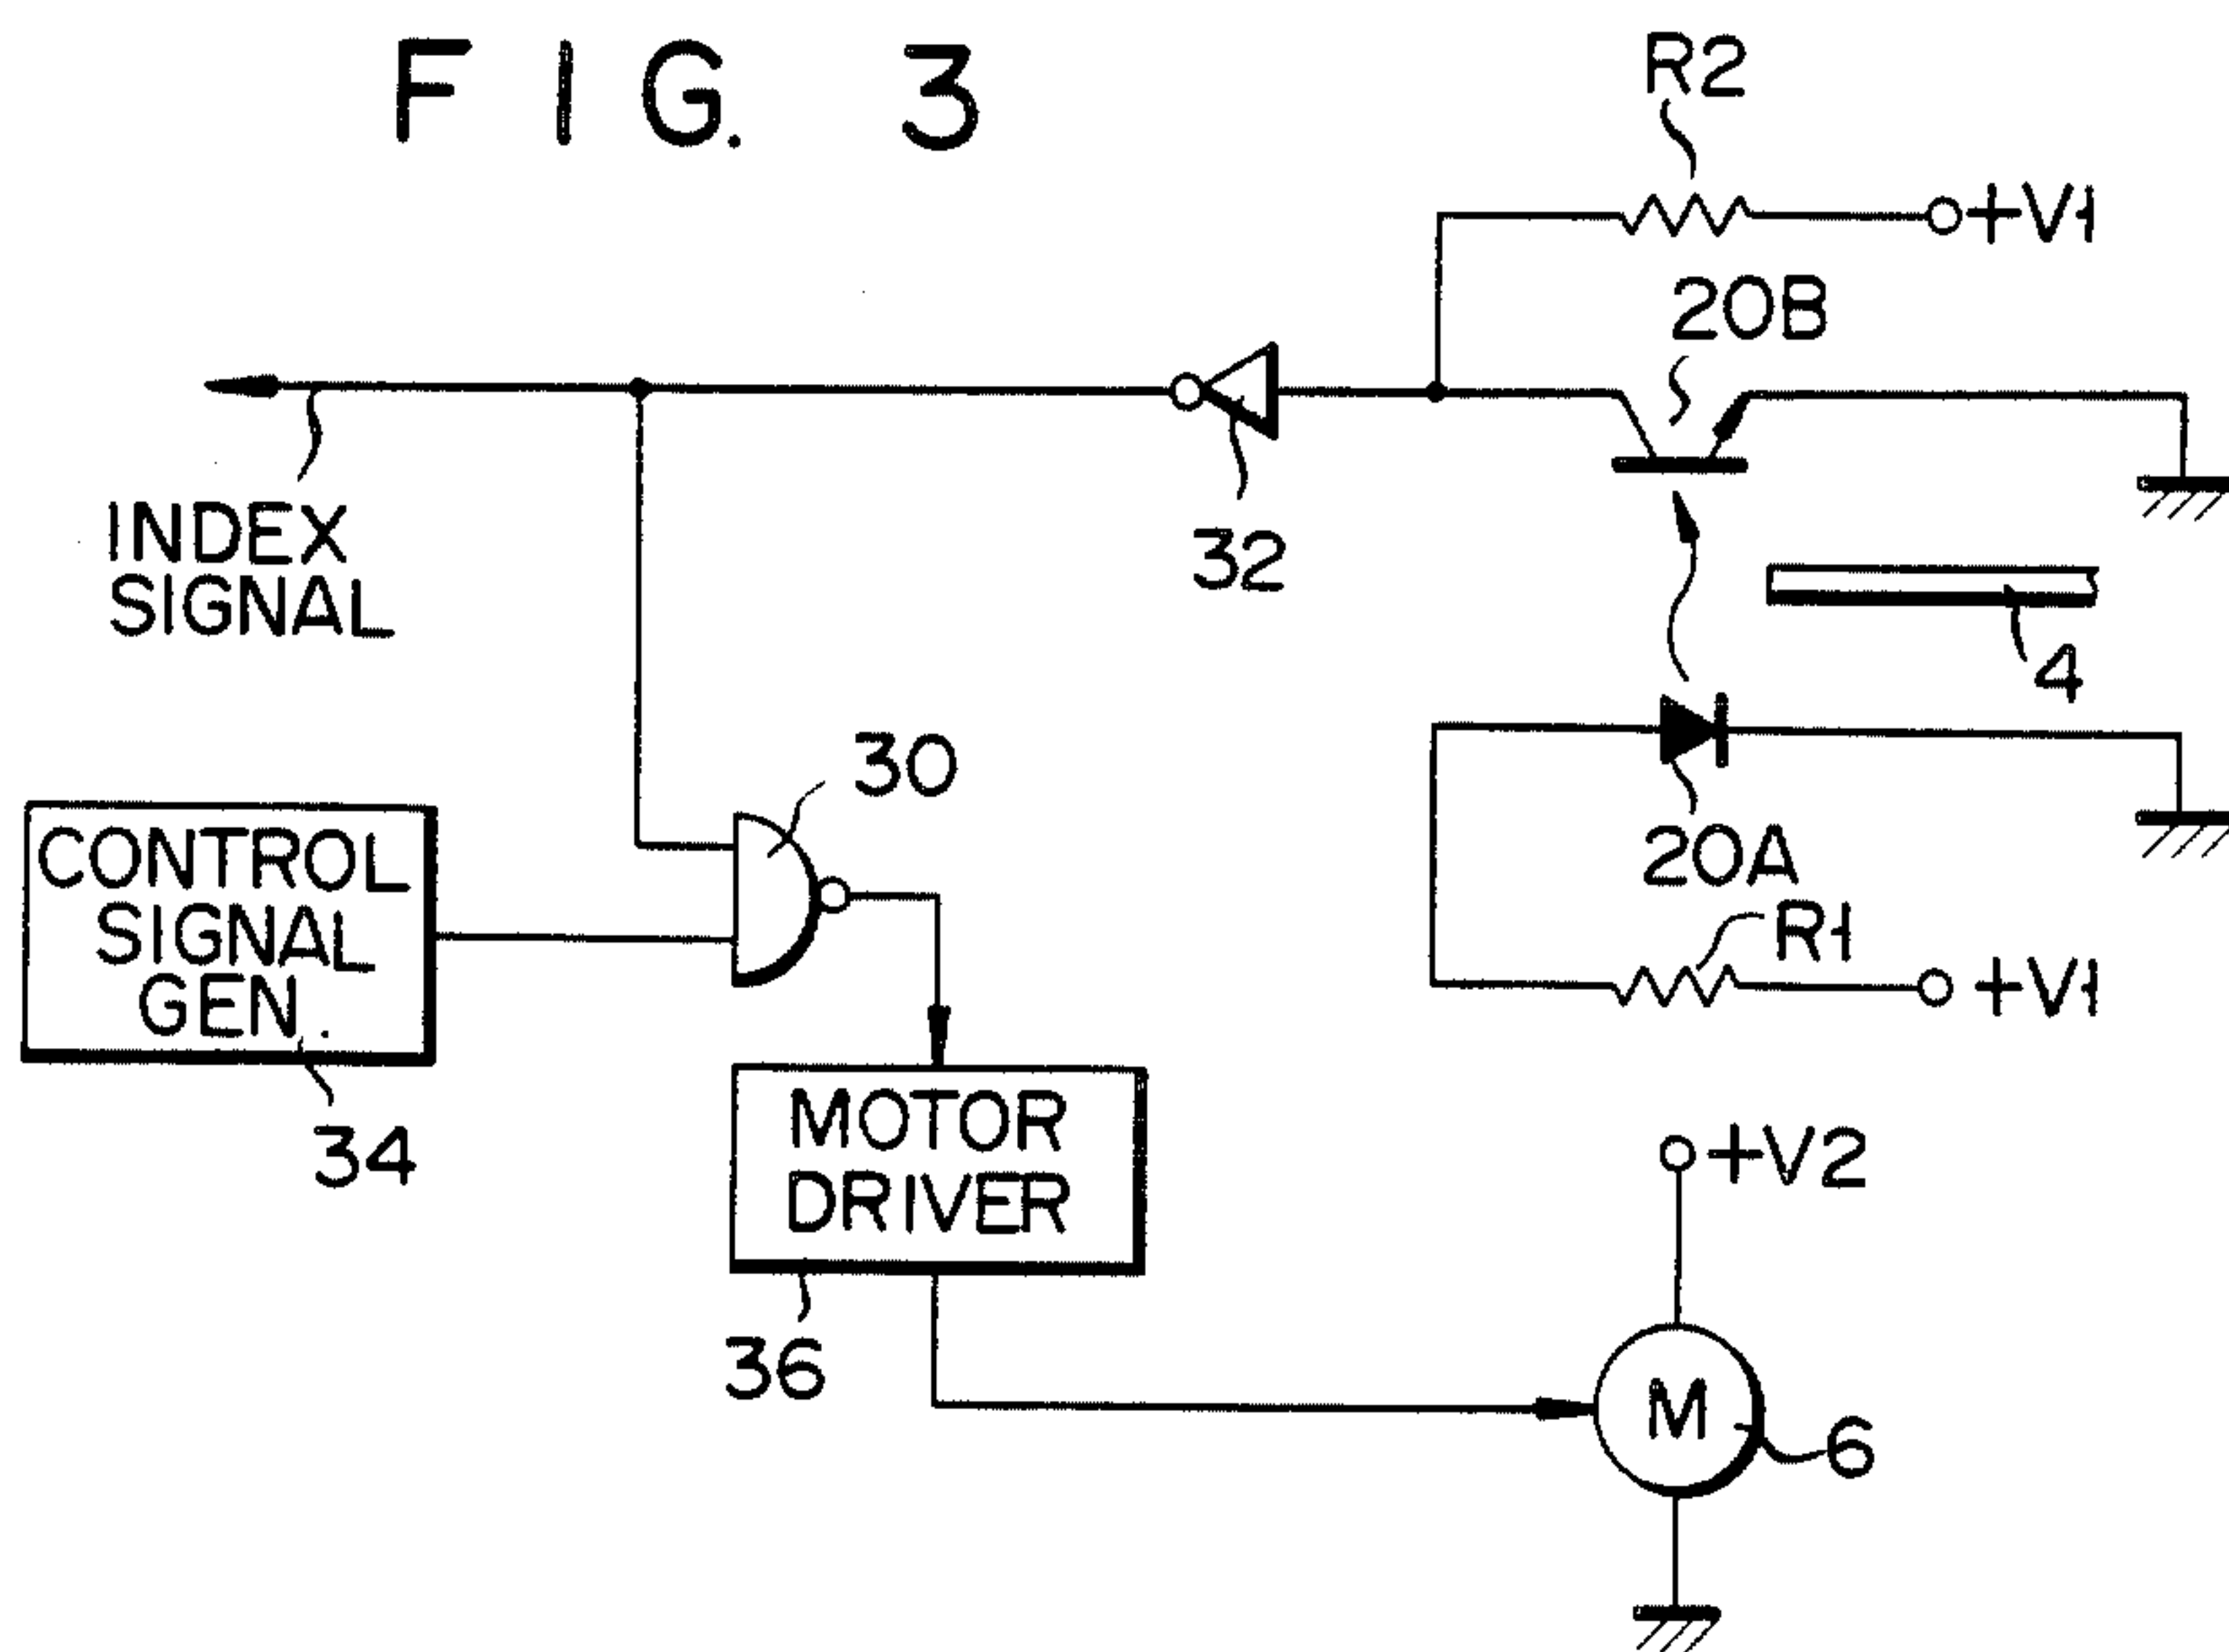 FIG. 3
R2
+V1
20B
32
INDEX
SIGNAL
4
30
20A
CONTROL
SIGNAL
GEN.
R1
+V1
34
MOTOR
DRIVER
+V2
36
M
6